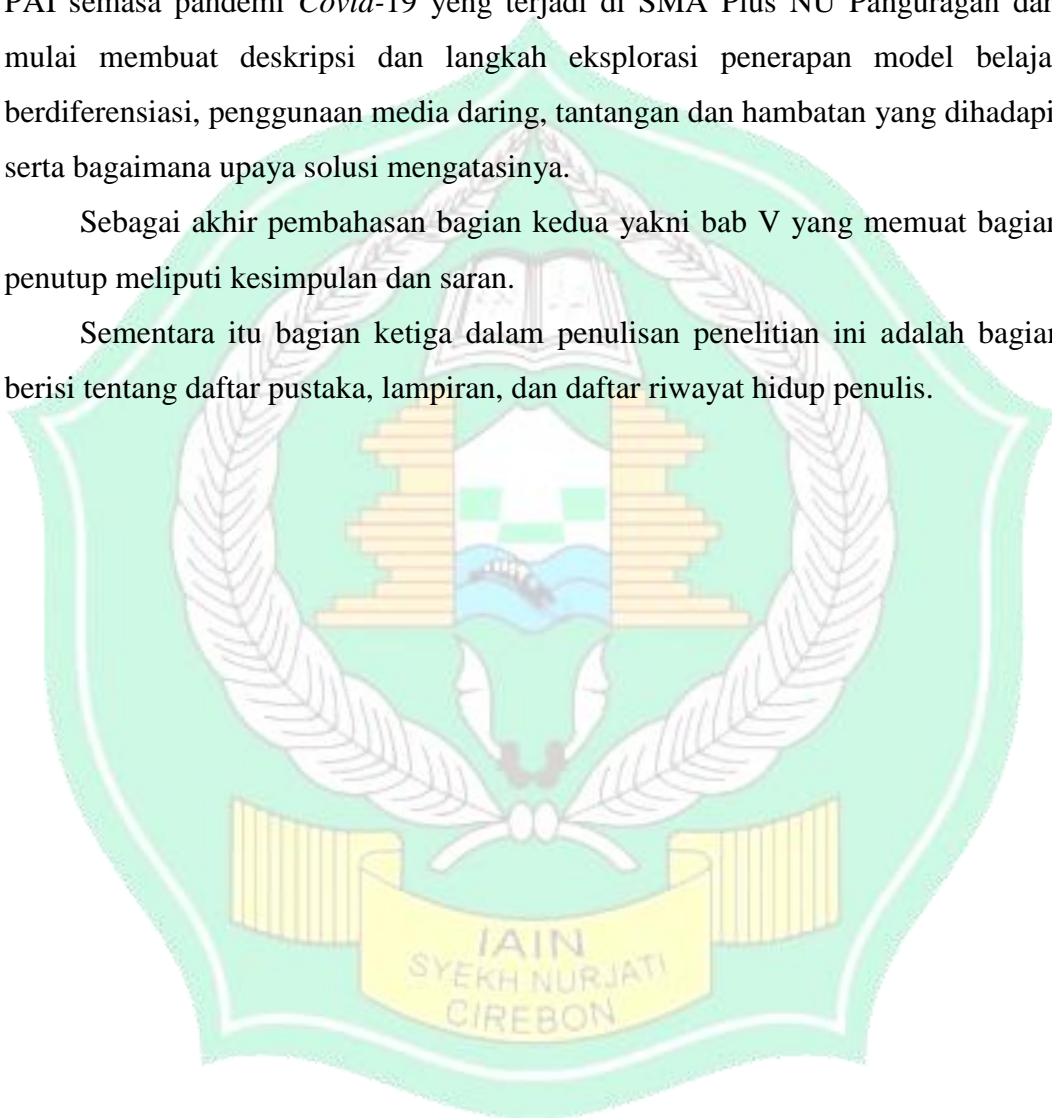 PAI semasa pandemi Covid-19 yeng terjadi di SMA Plus NU Panguragan dan
mulai membuat deskripsi dan langkah eksplorasi penerapan model belaja
berdiferensiasi, penggunaan media daring, tantangan dan hambatan yang dihadapi
serta bagaimana upaya solusi mengatasinya.
Sebagai akhir pembahasan bagian kedua yakni bab V yang memuat bagian
penutup meliputi kesimpulan dan saran.
Sementara itu bagian ketiga dalam penulisan penelitian ini adalah bagian
berisi tentang daftar pustaka, lampiran, dan daftar riwayat hidup penulis.
IAIN
SYEKH NURJATI
CIREBON